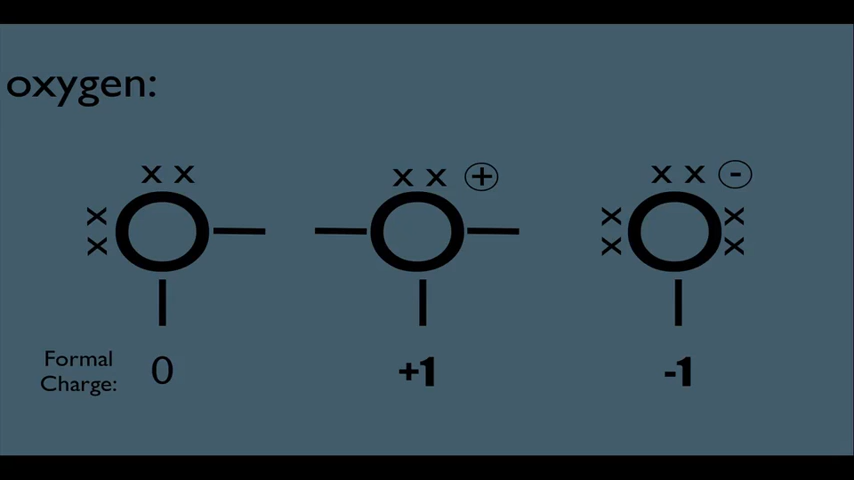 oxygen:
x x x x + x x -
x x x
O O O
x x x
Formal
Charge: 0 +1 -1